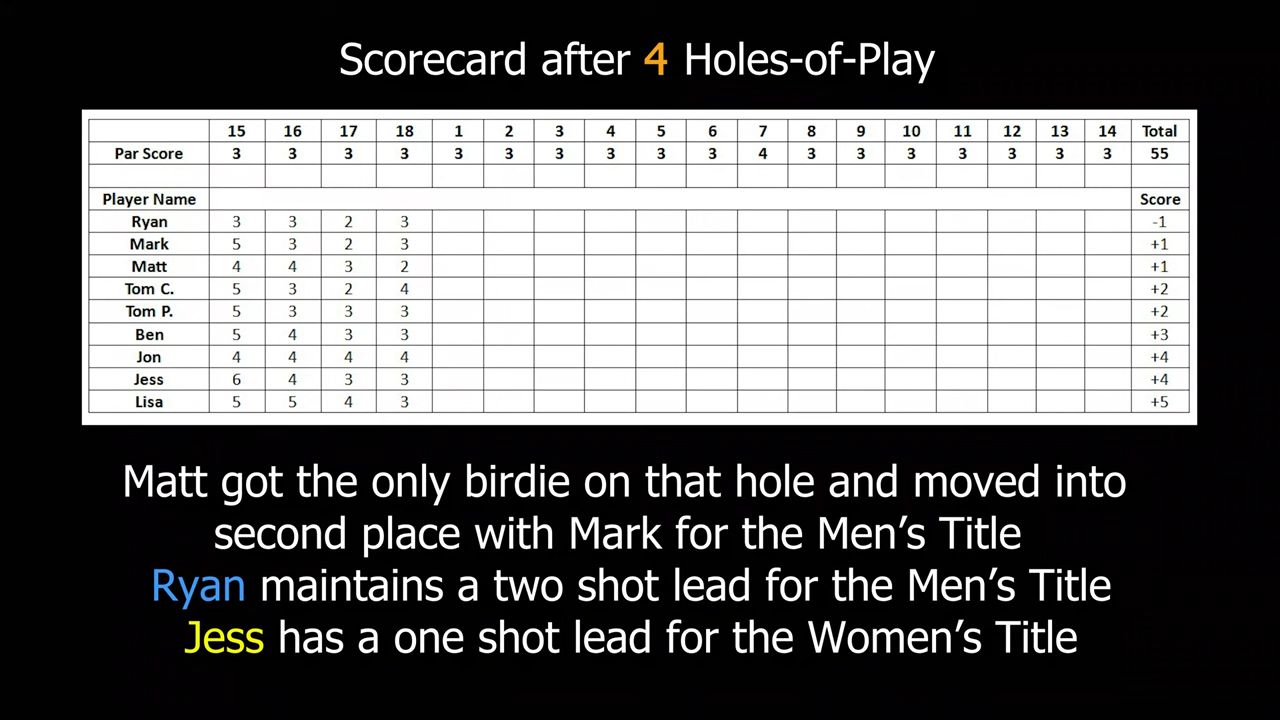 Scorecard after 4 Holes-of-Play
15 16 17 18 1 2 3 4 5 6 7 8 9 10 11 12 13 14 Total
Par Score 3 3 3 3 3 3 3 3 3 3 4 3 3 3 3 3 3 3 55
Player Name Score
Ryan 3 3 2 3 -1
Mark 5 3 2 3 +1
Matt 4 4 3 2 +1
Tom C. 5 3 2 4 +2
Tom P. 5 3 3 3 +2
Ben 5 4 3 3 +3
Jon 4 4 4 4 +4
Jess 6 4 3 3 +4
Lisa 5 5 4 3 +5
Matt got the only birdie on that hole and moved into
second place with Mark for the Men's Title
Ryan maintains a two shot lead for the Men's Title
Jess has a one shot lead for the Women's Title